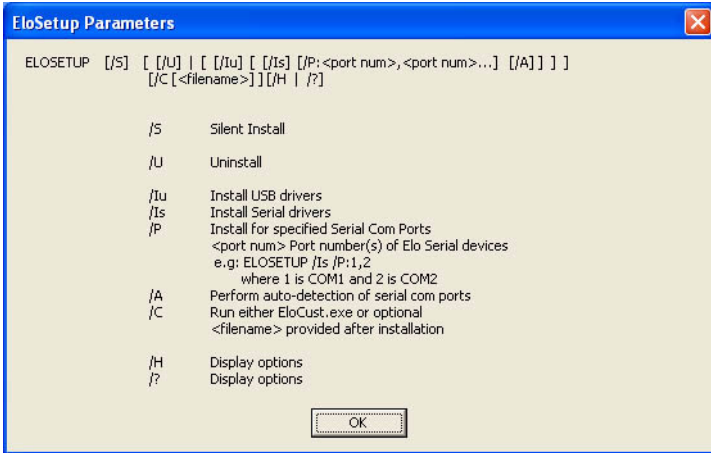 EloSetup Parameters
ELOSETUP [/S] [ [/U] | [ [/Iu] [ [/Is] [/P:<port num>,<port num>...] [/A] ] ] ]
[/C [<filename>] ] [/H | /?]
/S Silent Install
/U Uninstall
/Iu Install USB drivers
/Is Install Serial drivers
/P Install for specified Serial Com Ports
<port num> Port number(s) of Elo Serial devices
e.g: ELOSETUP /Is /P:1,2
where 1 is COM1 and 2 is COM2
/A Perform auto-detection of serial com ports
/C Run either EloCust.exe or optional
<filename> provided after installation
/H Display options
/? Display options
OK